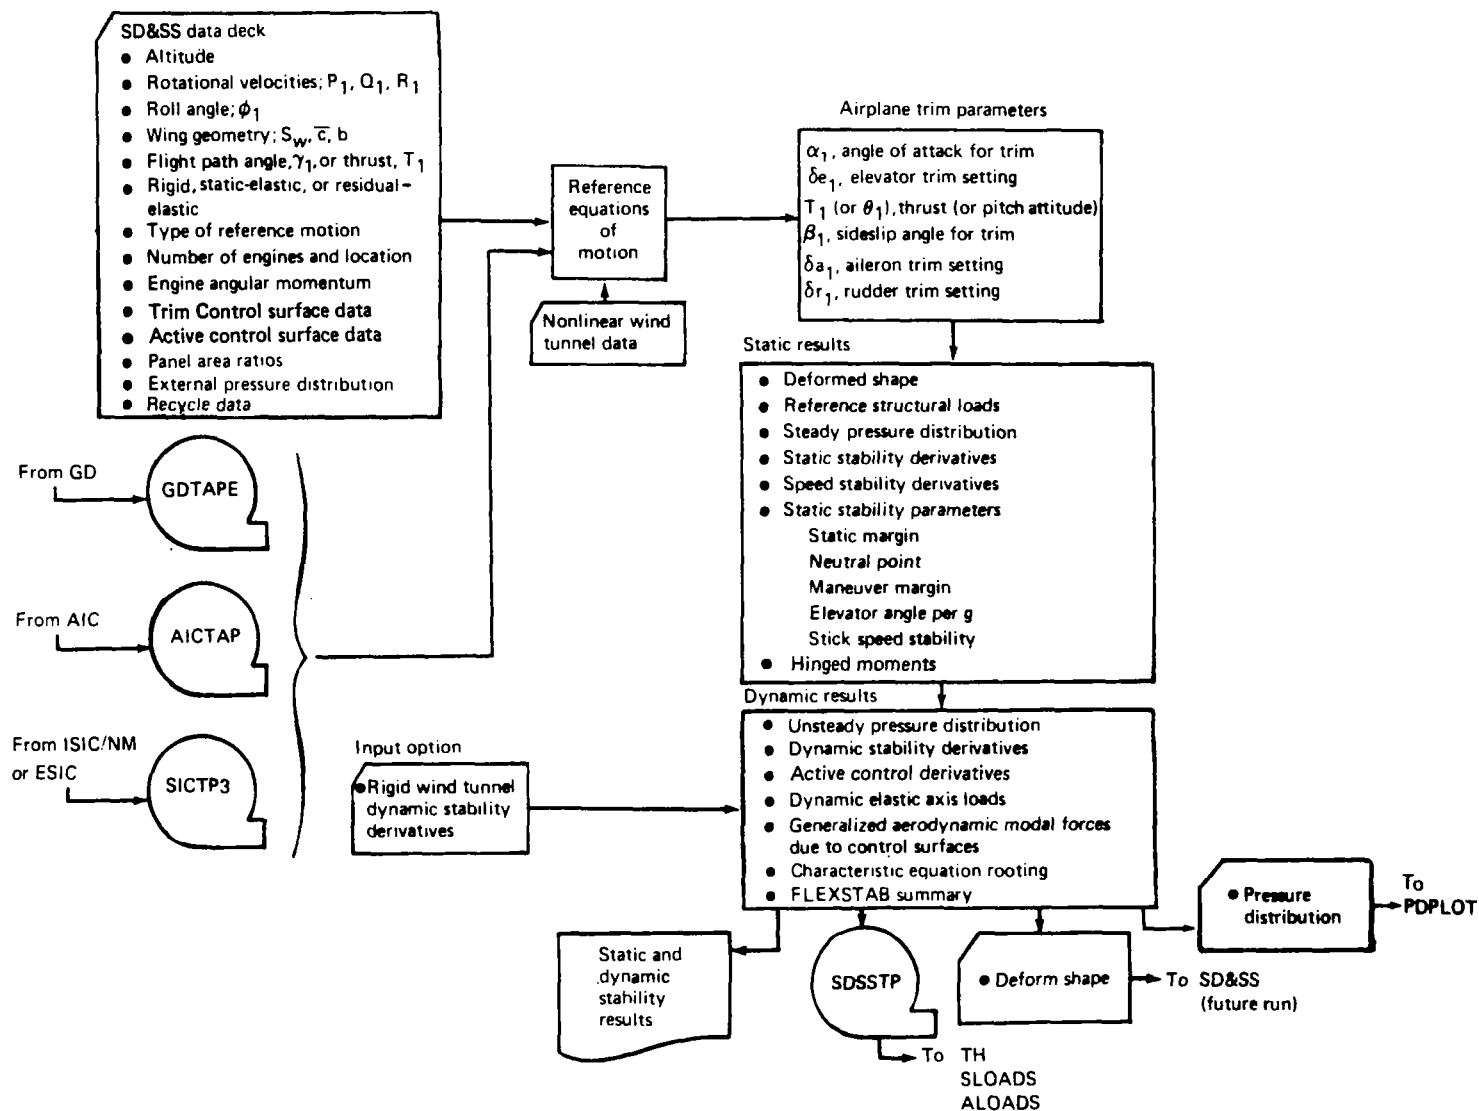 SD&SS data deck
● Altitude
● Rotational velocities; P₁, Q₁, R₁
● Roll angle; ϕ₁
● Wing geometry; S_w, c̅, b
● Flight path angle, γ₁, or thrust, T₁
● Rigid, static-elastic, or residual-
elastic
● Type of reference motion
● Number of engines and location
● Engine angular momentum
● Trim Control surface data
● Active control surface data
● Panel area ratios
● External pressure distribution
● Recycle data
From GD
GDTAPE
From AIC
AICTAP
From ISIC/NM
or ESIC
SICTP3
Reference
equations
of
motion
Nonlinear wind
tunnel data
Airplane trim parameters
α₁, angle of attack for trim
δe₁, elevator trim setting
T₁ (or θ₁), thrust (or pitch attitude)
β₁, sideslip angle for trim
δa₁, aileron trim setting
δr₁, rudder trim setting
Static results
● Deformed shape
● Reference structural loads
● Steady pressure distribution
● Static stability derivatives
● Speed stability derivatives
● Static stability parameters
Static margin
Neutral point
Maneuver margin
Elevator angle per g
Stick speed stability
● Hinged moments
Input option
● Rigid wind tunnel
dynamic stability
derivatives
Dynamic results
● Unsteady pressure distribution
● Dynamic stability derivatives
● Active control derivatives
● Dynamic elastic axis loads
● Generalized aerodynamic modal forces
due to control surfaces
● Characteristic equation rooting
● FLEXSTAB summary
Static and
dynamic
stability
results
SDSSTP
To TH
SLOADS
ALOADS
● Deform shape
To SD&SS
(future run)
● Pressure
distribution
To
PDPLOT